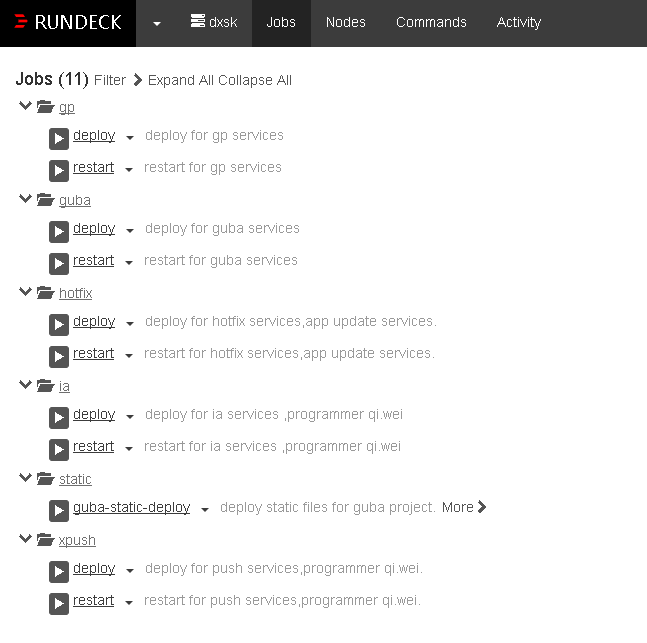 RUNDECK dxsk Jobs Nodes Commands Activity
Jobs (11) Filter Expand All Collapse All
gp
deploy deploy for gp services
restart restart for gp services
guba
deploy deploy for guba services
restart restart for guba services
hotfix
deploy deploy for hotfix services,app update services.
restart restart for hotfix services,app update services.
ia
deploy deploy for ia services ,programmer qi.wei
restart restart for ia services ,programmer qi.wei
static
guba-static-deploy deploy static files for guba project. More
xpush
deploy deploy for push services,programmer qi.wei.
restart restart for push services,programmer qi.wei.